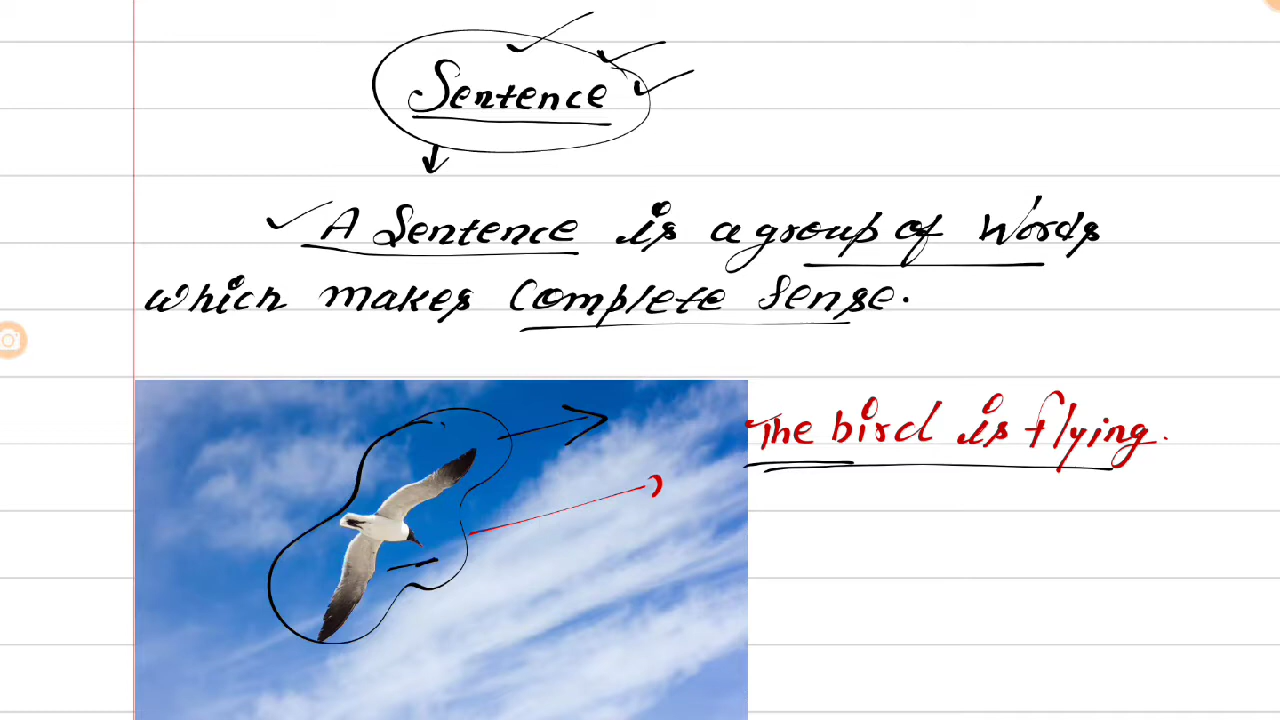 Sentence
A Sentence is a group of Words
which makes Complete Sense.
The bird is flying.